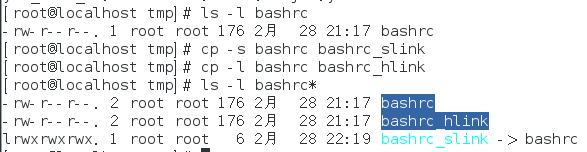 [root@localhost tmp]# ls -l bashrc
-rw-r--r--. 1 root root 176 2月  28 21:17 bashrc
[root@localhost tmp]# cp -s bashrc bashrc_slink
[root@localhost tmp]# cp -l bashrc bashrc_hlink
[root@localhost tmp]# ls -l bashrc*
-rw-r--r--. 2 root root 176 2月  28 21:17 bashrc
-rw-r--r--. 2 root root 176 2月  28 21:17 bashrc_hlink
lrwxrwxrwx. 1 root root   6 2月  28 22:19 bashrc_slink -> bashrc